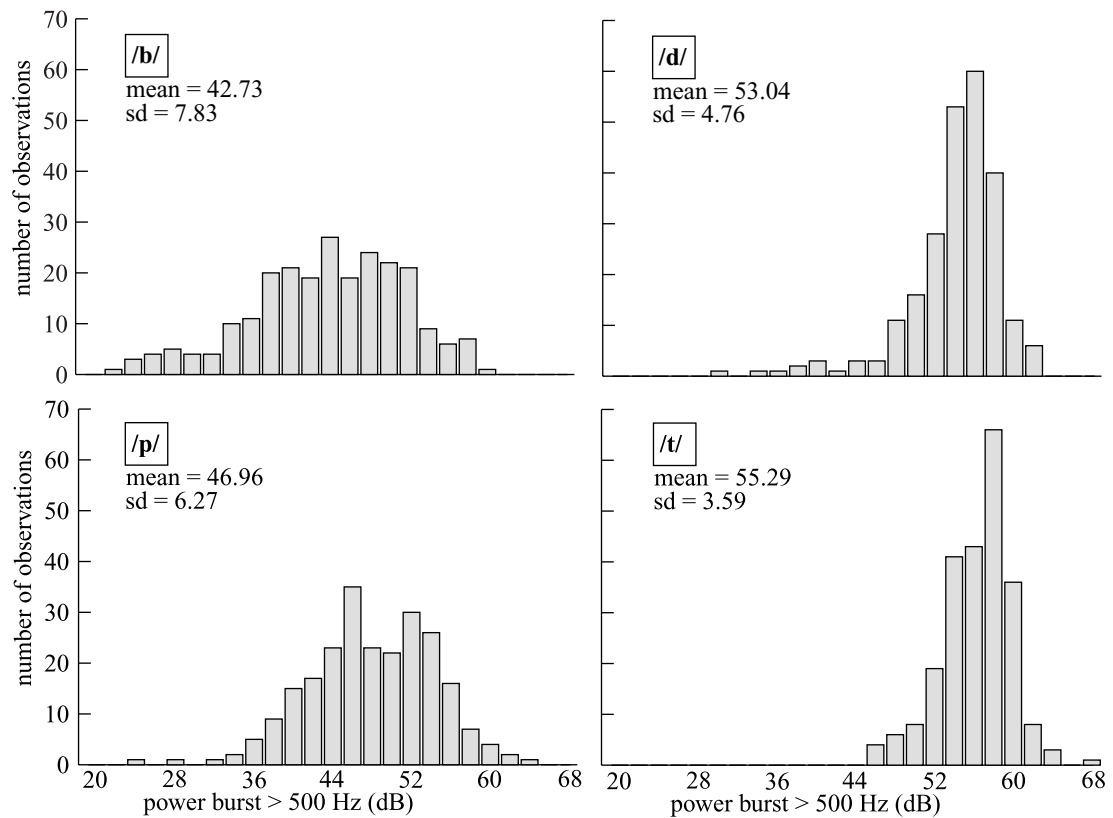 70
60
50
40
30
20
10
0
number of observations
/b/
mean = 42.73
sd = 7.83
/d/
mean = 53.04
sd = 4.76
70
60
50
40
30
20
10
0
number of observations
/p/
mean = 46.96
sd = 6.27
20 28 36 44 52 60 68
power burst > 500 Hz (dB)
/t/
mean = 55.29
sd = 3.59
20 28 36 44 52 60 68
power burst > 500 Hz (dB)